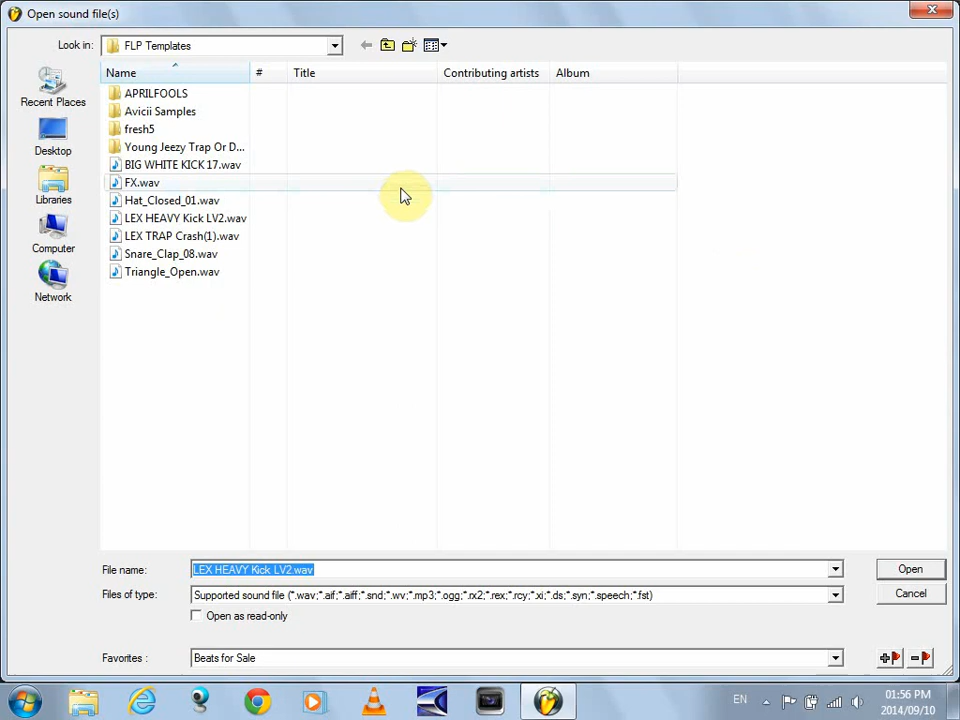 Open sound file(s)
Look in: FLP Templates
Name # Title Contributing artists Album
Recent Places
Desktop
Libraries
Computer
Network
APRILFOOLS
Avicii Samples
fresh5
Young Jeezy Trap Or D...
BIG WHITE KICK 17.wav
FX.wav
Hat_Closed_01.wav
LEX HEAVY Kick LV2.wav
LEX TRAP Crash(1).wav
Snare_Clap_08.wav
Triangle_Open.wav
File name: LEX HEAVY Kick LV2.wav Open
Files of type: Supported sound file (*.wav;*.aif;*.aiff;*.snd;*.wv;*.mp3;*.ogg;*.rx2;*.rex;*.rcy;*.xi;*.ds;*.syn;*.speech;*.fst) Cancel
Open as read-only
Favorites : Beats for Sale
EN 01:56 PM
2014/09/10